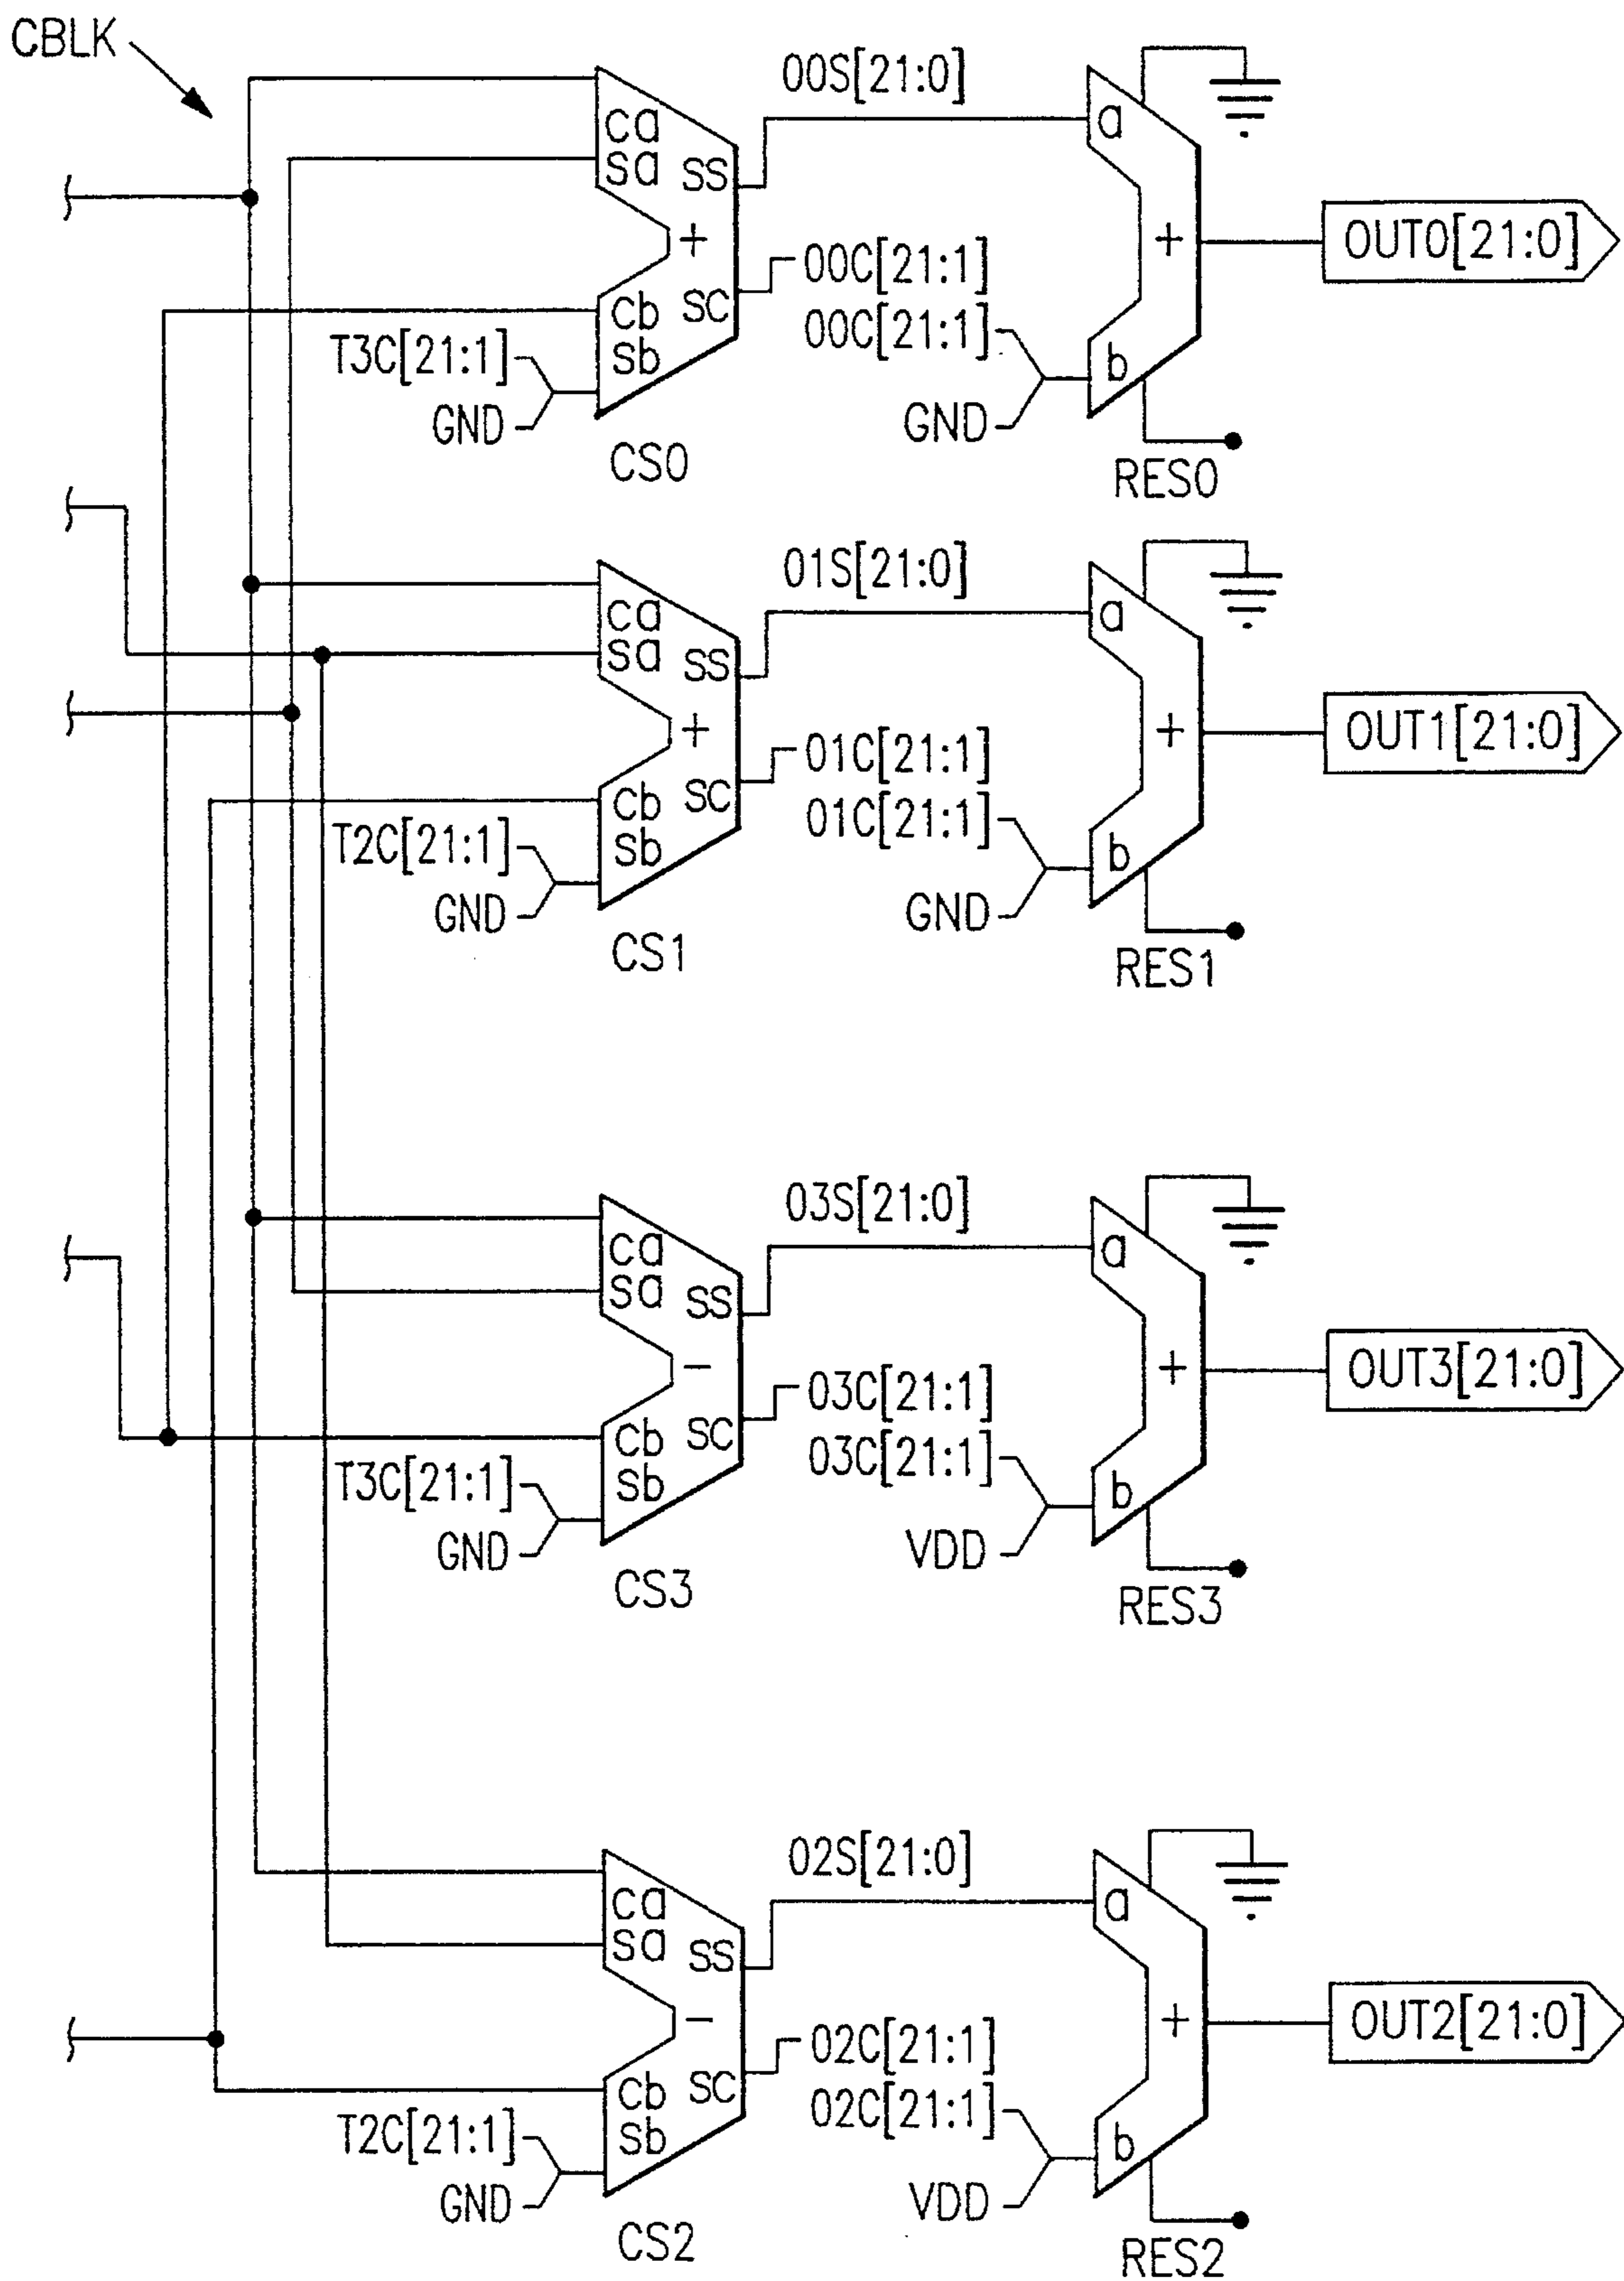 CBLK
00S[21:0]
ca
sa
SS
a
+
+
OUT0[21:0]
00C[21:1]
Cb
SC
00C[21:1]
T3C[21:1]
Sb
b
GND
GND
CS0
RES0
01S[21:0]
ca
sa
SS
a
+
+
OUT1[21:0]
01C[21:1]
Cb
SC
01C[21:1]
T2C[21:1]
Sb
b
GND
GND
CS1
RES1
03S[21:0]
ca
sa
SS
a
−
+
OUT3[21:0]
03C[21:1]
Cb
SC
03C[21:1]
T3C[21:1]
Sb
b
GND
VDD
CS3
RES3
02S[21:0]
ca
sa
SS
a
−
+
OUT2[21:0]
02C[21:1]
Cb
SC
02C[21:1]
T2C[21:1]
Sb
b
GND
VDD
CS2
RES2